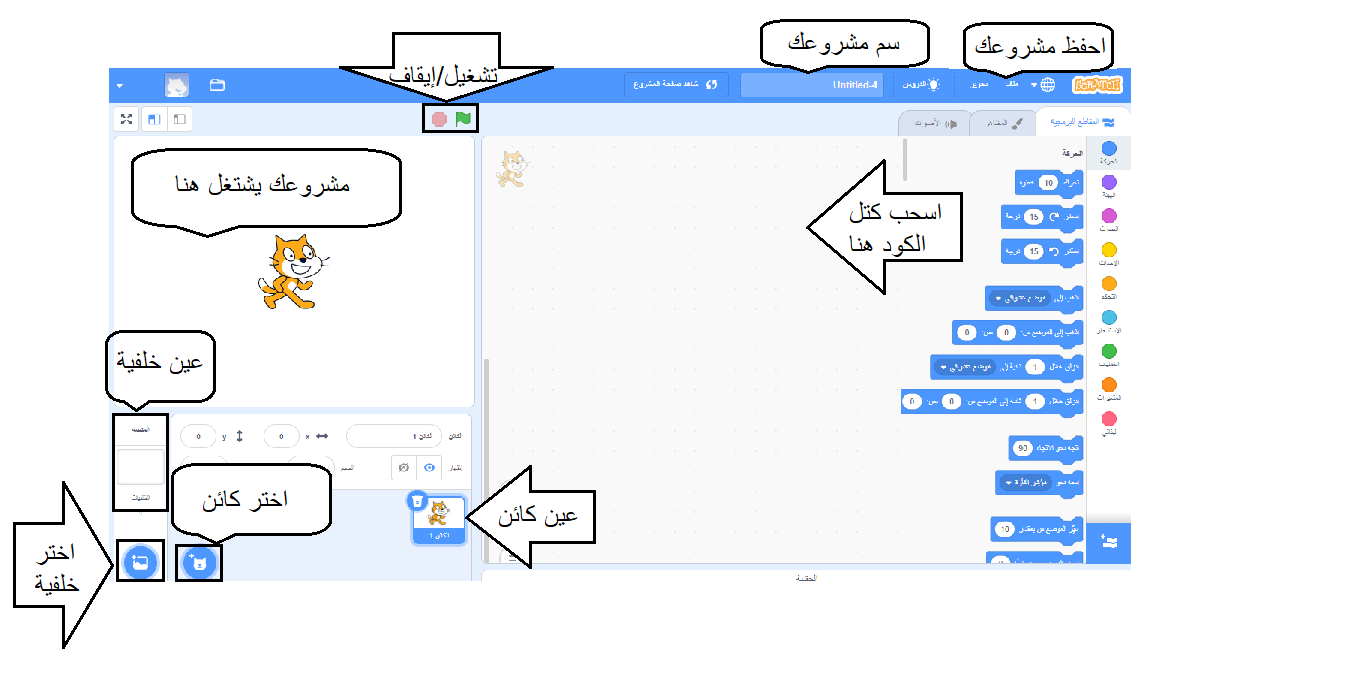 احفظ مشروعك
سم مشروعك
تشغيل/إيقاف
SCRATCH
ملف
تحرير
الدروس
Untitled-4
شاهد صفحة المشروع
المقاطع البرمجية
المظاهر
الأصوات
مشروعك يشتغل هنا
اسحب كتل
الكود هنا
الحركة
الحركة
الهيئة
الصوت
الأحداث
التحكم
الاستشعار
العمليات
المتغيرات
لبناتي
تحرك 10 خطوة
استدر 15 درجة
استدر 15 درجة
اذهب إلى موضع عشوائي
اذهب إلى الموضع س: 0 ص: 0
انزلق خلال 1 ثانية إلى موضع عشوائي
انزلق خلال 1 ثانية إلى الموضع س: 0 ص: 0
اتجه نحو الاتجاه 90
اتجه نحو مؤشر الفأرة
غيّر الموضع س بمقدار 10
عين خلفية
المنصة
الخلفيات
كائن
الكائن 1
x 0
y 0
إظهار
الحجم
اختر كائن
عين كائن
الكائن 1
اختر
خلفية
الحقيبة